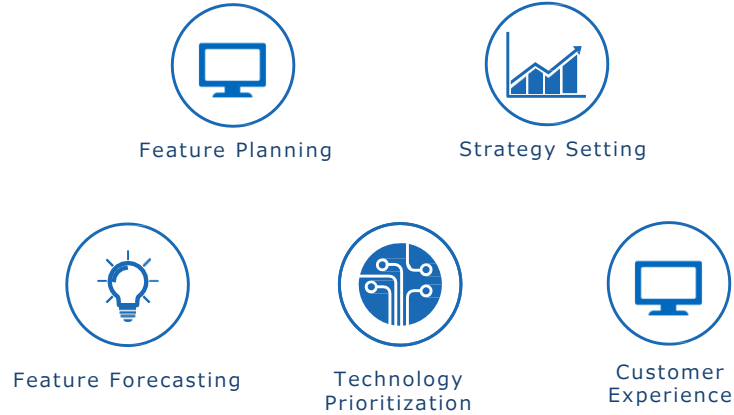 Feature Planning
Strategy Setting
Feature Forecasting
Technology
Prioritization
Customer
Experience